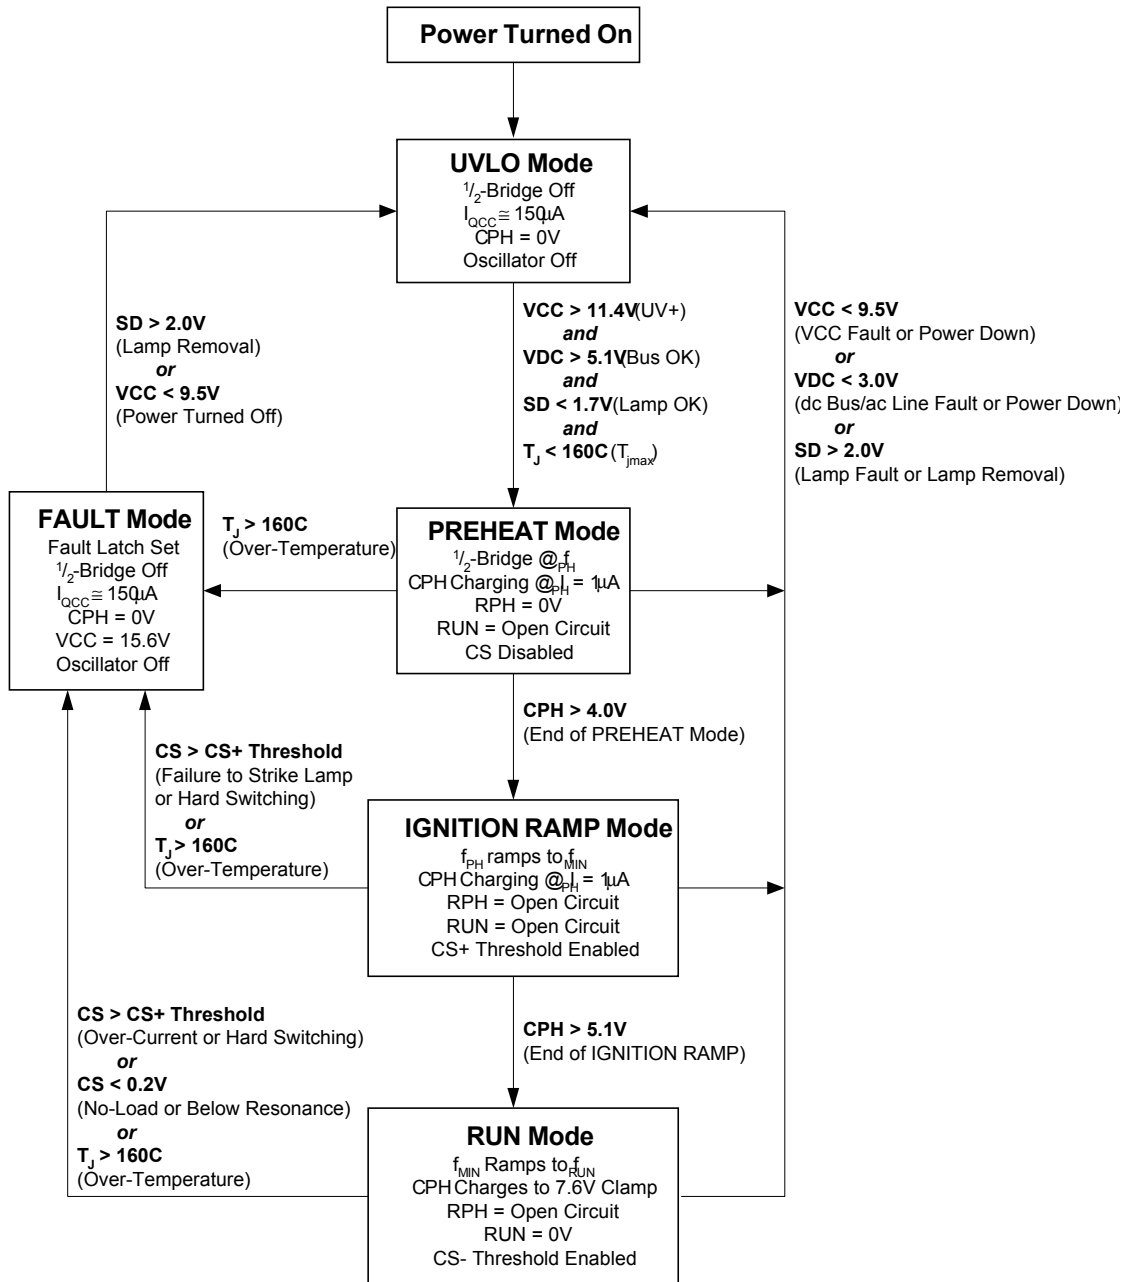 Power Turned On
UVLO Mode
1/2-Bridge Off
IQCC ≅ 150µA
CPH = 0V
Oscillator Off
SD > 2.0V
(Lamp Removal)
or
VCC < 9.5V
(Power Turned Off)
VCC > 11.4V(UV+)
and
VDC > 5.1V(Bus OK)
and
SD < 1.7V(Lamp OK)
and
TJ < 160C (Tjmax)
VCC < 9.5V
(VCC Fault or Power Down)
or
VDC < 3.0V
(dc Bus/ac Line Fault or Power Down)
or
SD > 2.0V
(Lamp Fault or Lamp Removal)
FAULT Mode
Fault Latch Set
1/2-Bridge Off
IQCC ≅ 150µA
CPH = 0V
VCC = 15.6V
Oscillator Off
TJ > 160C
(Over-Temperature)
PREHEAT Mode
1/2-Bridge @ fPH
CPH Charging @ IPH = 1µA
RPH = 0V
RUN = Open Circuit
CS Disabled
CPH > 4.0V
(End of PREHEAT Mode)
CS > CS+ Threshold
(Failure to Strike Lamp
or Hard Switching)
or
TJ > 160C
(Over-Temperature)
IGNITION RAMP Mode
fPH ramps to fMIN
CPH Charging @ IPH = 1µA
RPH = Open Circuit
RUN = Open Circuit
CS+ Threshold Enabled
CPH > 5.1V
(End of IGNITION RAMP)
CS > CS+ Threshold
(Over-Current or Hard Switching)
or
CS < 0.2V
(No-Load or Below Resonance)
or
TJ > 160C
(Over-Temperature)
RUN Mode
fMIN Ramps to fRUN
CPH Charges to 7.6V Clamp
RPH = Open Circuit
RUN = 0V
CS- Threshold Enabled